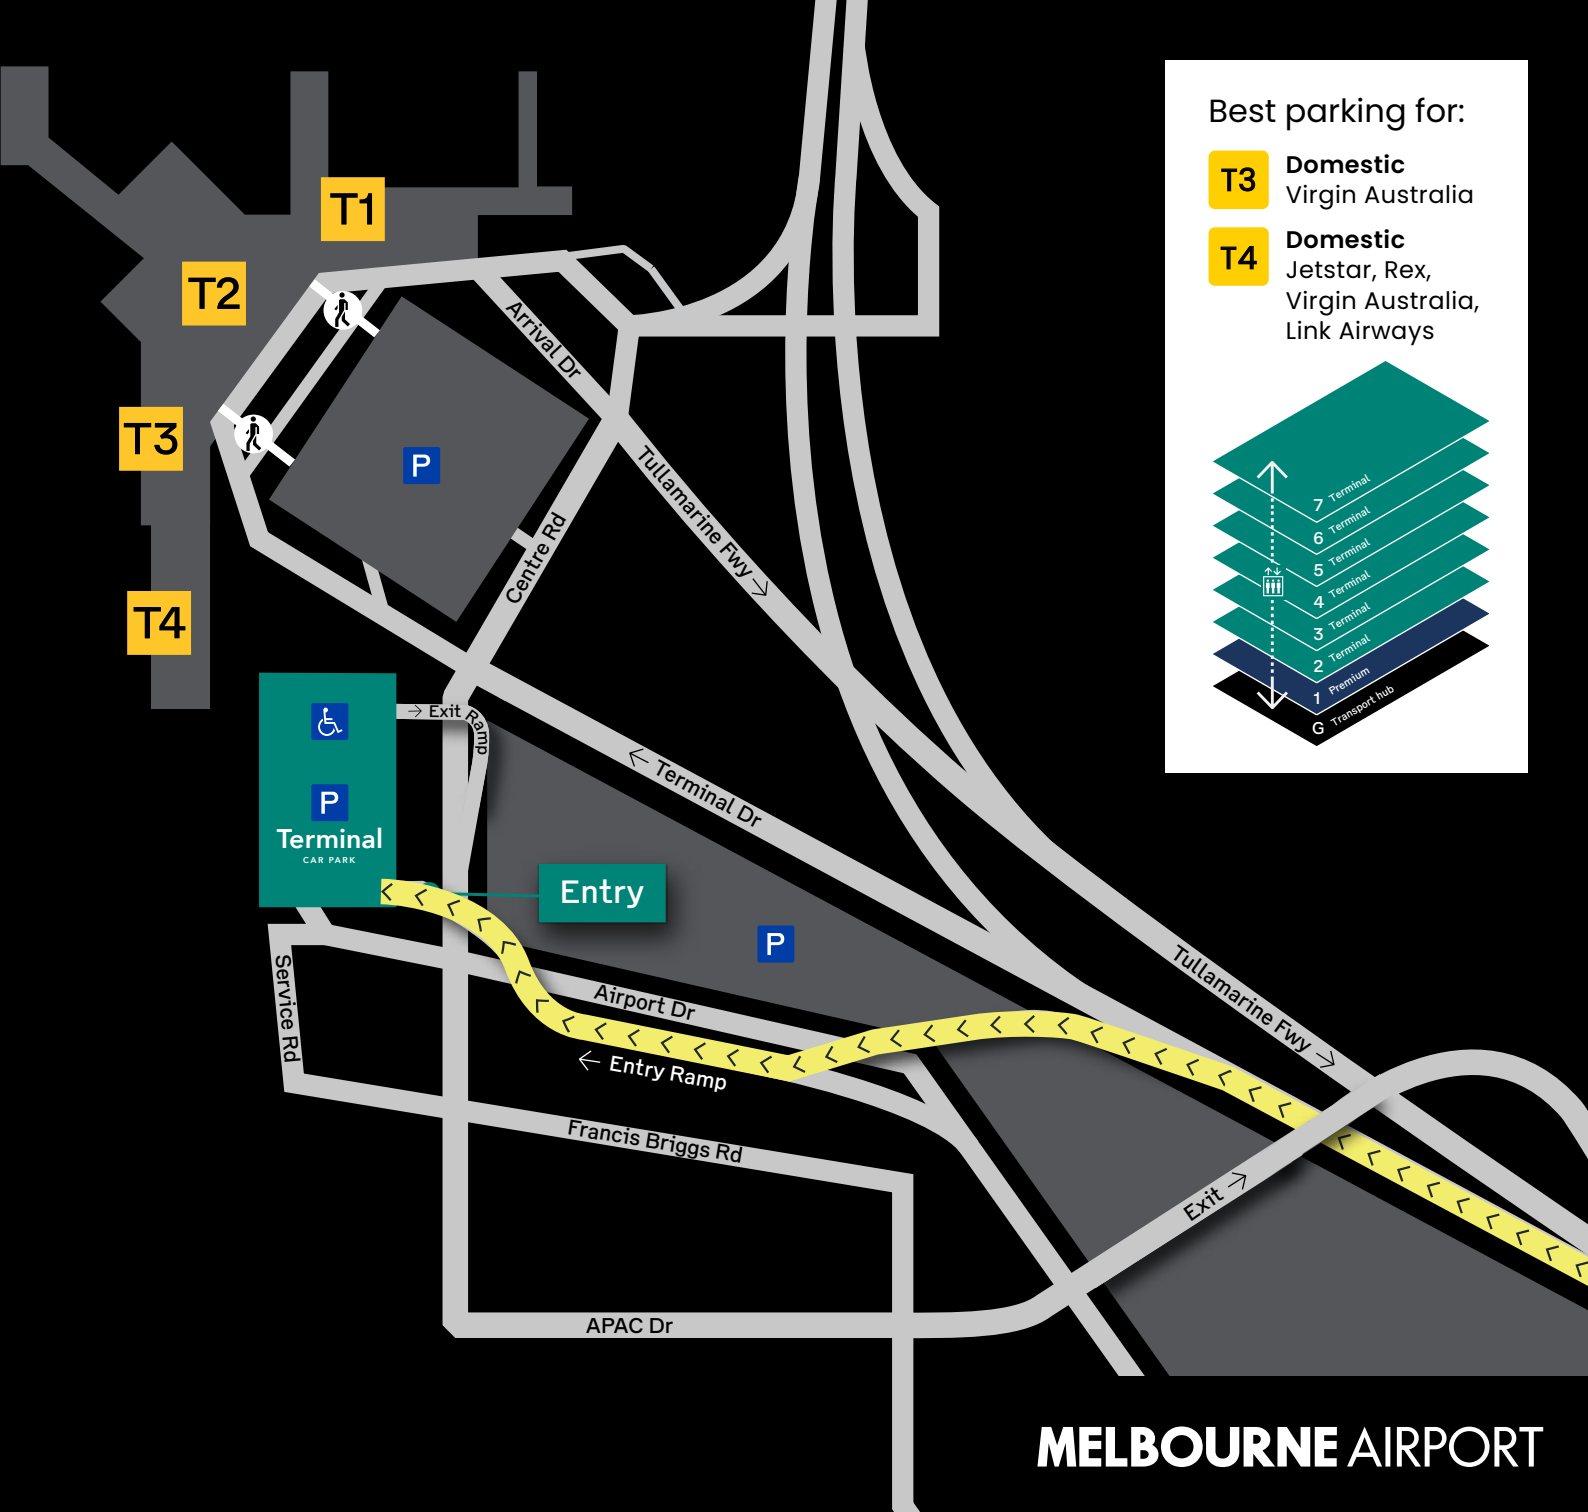 Best parking for:
T3
Domestic
Virgin Australia
T4
Domestic
Jetstar, Rex,
Virgin Australia,
Link Airways
7 Terminal
6 Terminal
5 Terminal
4 Terminal
3 Terminal
2 Terminal
1 Premium
G Transport hub
T1
T2
T3
T4
P
Arrival Dr
Tullamarine Fwy →
Centre Rd
→ Exit Ramp
← Terminal Dr
P
Terminal
CAR PARK
Entry
P
Service Rd
Airport Dr
← Entry Ramp
Tullamarine Fwy →
Francis Briggs Rd
Exit →
APAC Dr
MELBOURNE AIRPORT